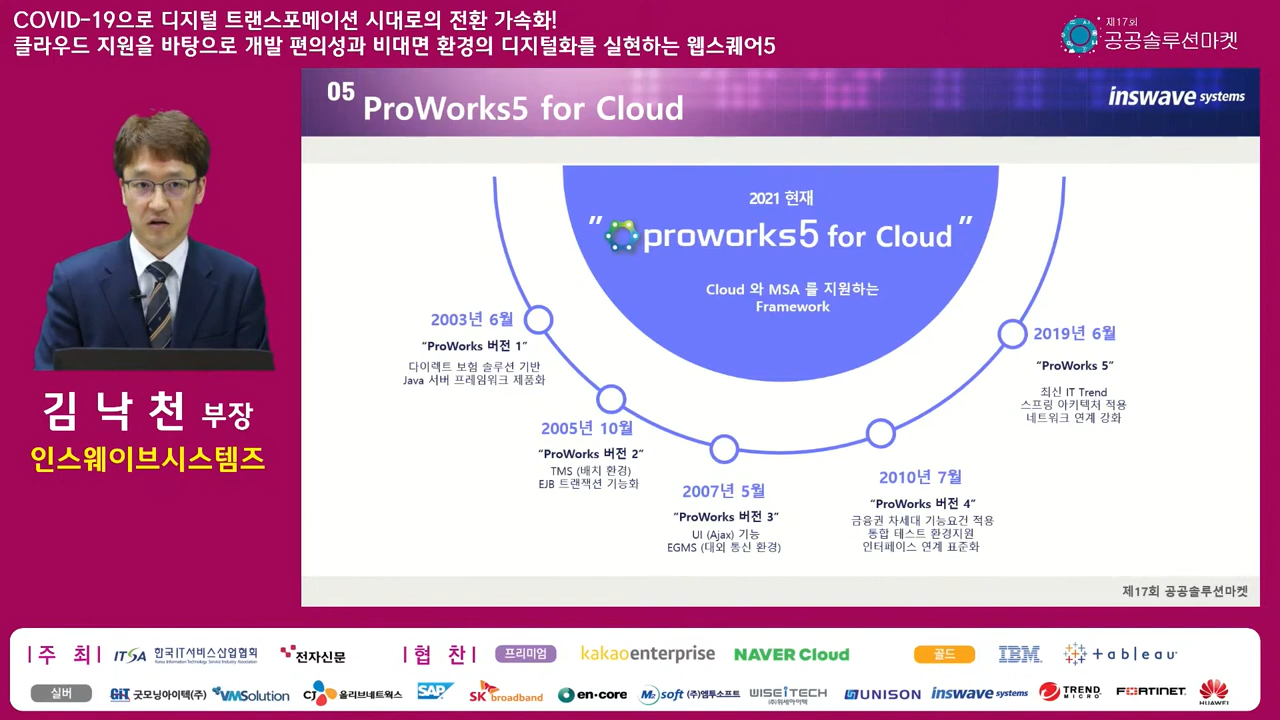 COVID-19으로 디지털 트랜스포메이션 시대로의 전환 가속화!
클라우드 지원을 바탕으로 개발 편의성과 비대면 환경의 디지털화를 실현하는 웹스퀘어5
제17회
공공솔루션마켓
05 ProWorks5 for Cloud
inswave systems
2021 현재
" proworks5 for Cloud "
Cloud 와 MSA 를 지원하는
Framework
2003년 6월
“ProWorks 버전 1”
다이렉트 보험 솔루션 기반
Java 서버 프레임워크 제품화
2005년 10월
“ProWorks 버전 2”
TMS (배치 환경)
EJB 트랜잭션 기능화
2007년 5월
“ProWorks 버전 3”
UI (Ajax) 기능
EGMS (대외 통신 환경)
2010년 7월
“ProWorks 버전 4”
금융권 차세대 기능요건 적용
통합 테스트 환경지원
인터페이스 연계 표준화
2019년 6월
“ProWorks 5”
최신 IT Trend
스프링 아키텍처 적용
네트워크 연계 강화
김 낙 천 부장
인스웨이브시스템즈
제17회 공공솔루션마켓
주 최 ITSA 한국IT서비스산업협회 전자신문 협 찬 프리미엄 kakaoenterprise NAVER Cloud 골드 IBM tableau
Korea Information Technology Service Industry Association
실버 GIT 굿모닝아이텍(주) VMSolution CJ 올리브네트웍스 SAP SK broadband en-core M2soft (주)엠투소프트 WISEiTECH (주)위세아이텍 UNISON inswave systems TREND MICRO FORTINET HUAWEI